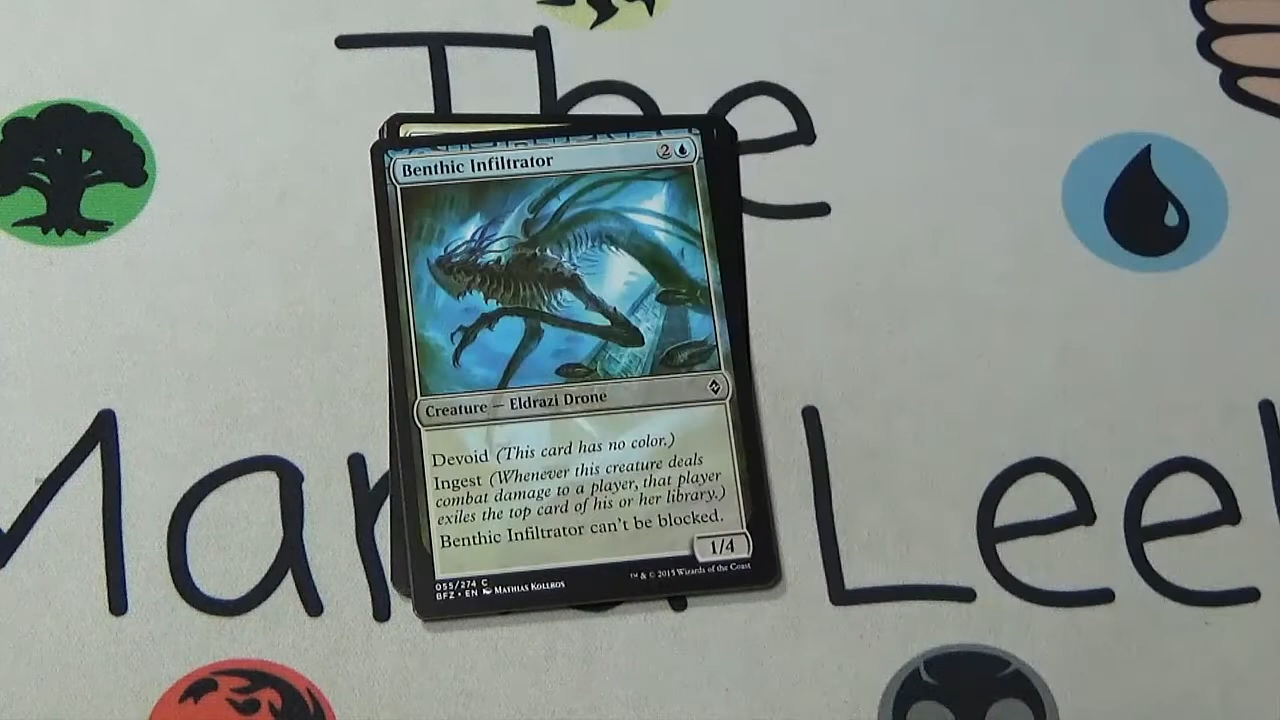 The
Benthic Infiltrator 2
Creature — Eldrazi Drone
Devoid (This card has no color.)
Ingest (Whenever this creature deals
combat damage to a player, that player
exiles the top card of his or her library.)
Benthic Infiltrator can't be blocked.
1/4
055/274 C
BFZ • EN Mathias Kollros
™ & © 2015 Wizards of the Coast
Lee